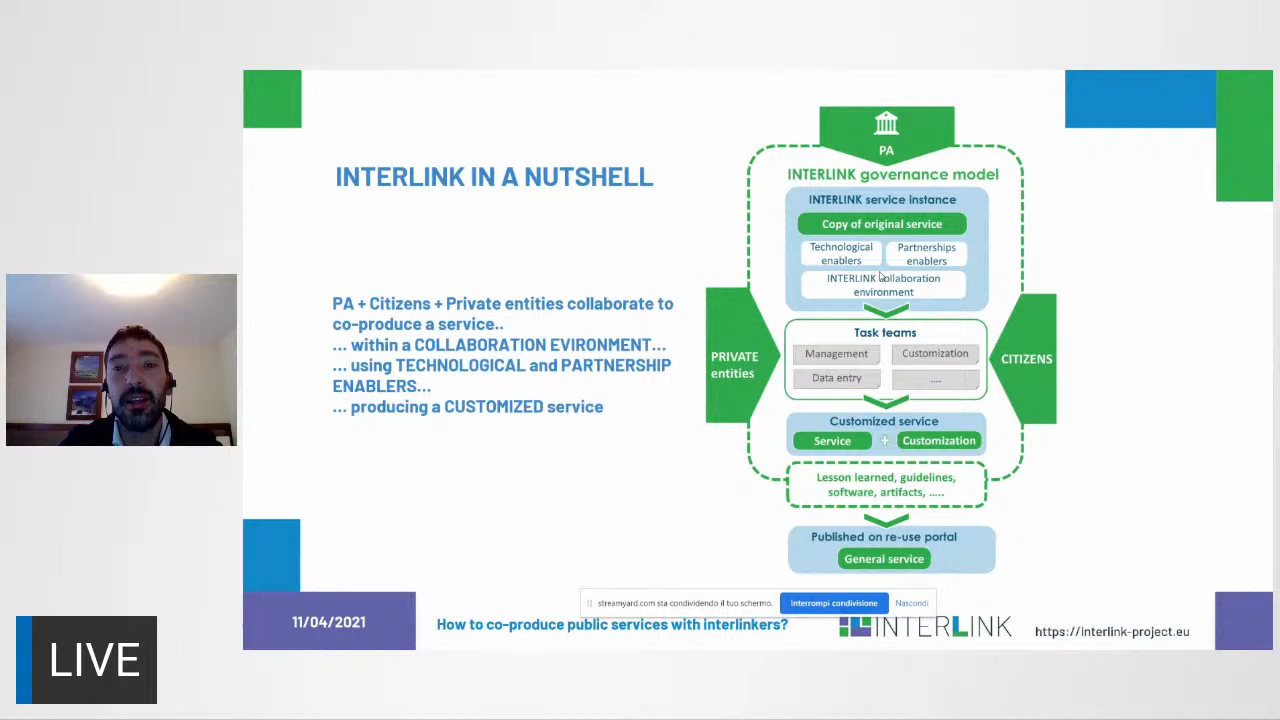 PA
INTERLINK IN A NUTSHELL
INTERLINK governance model
INTERLINK service instance
Copy of original service
Technological
enablers
Partnerships
enablers
INTERLINK collaboration
environment
PA + Citizens + Private entities collaborate to
co-produce a service..
... within a COLLABORATION EVIRONMENT...
... using TECHNOLOGICAL and PARTNERSHIP
ENABLERS...
... producing a CUSTOMIZED service
PRIVATE
entities
Task teams
Management
Customization
Data entry
....
CITIZENS
Customized service
Service + Customization
Lesson learned, guidelines,
software, artifacts, .....
Published on re-use portal
General service
streamyard.com sta condividendo il tuo schermo.
Interrompi condivisione
Nascondi
11/04/2021
How to co-produce public services with interlinkers?
INTERLINK
https://interlink-project.eu
LIVE